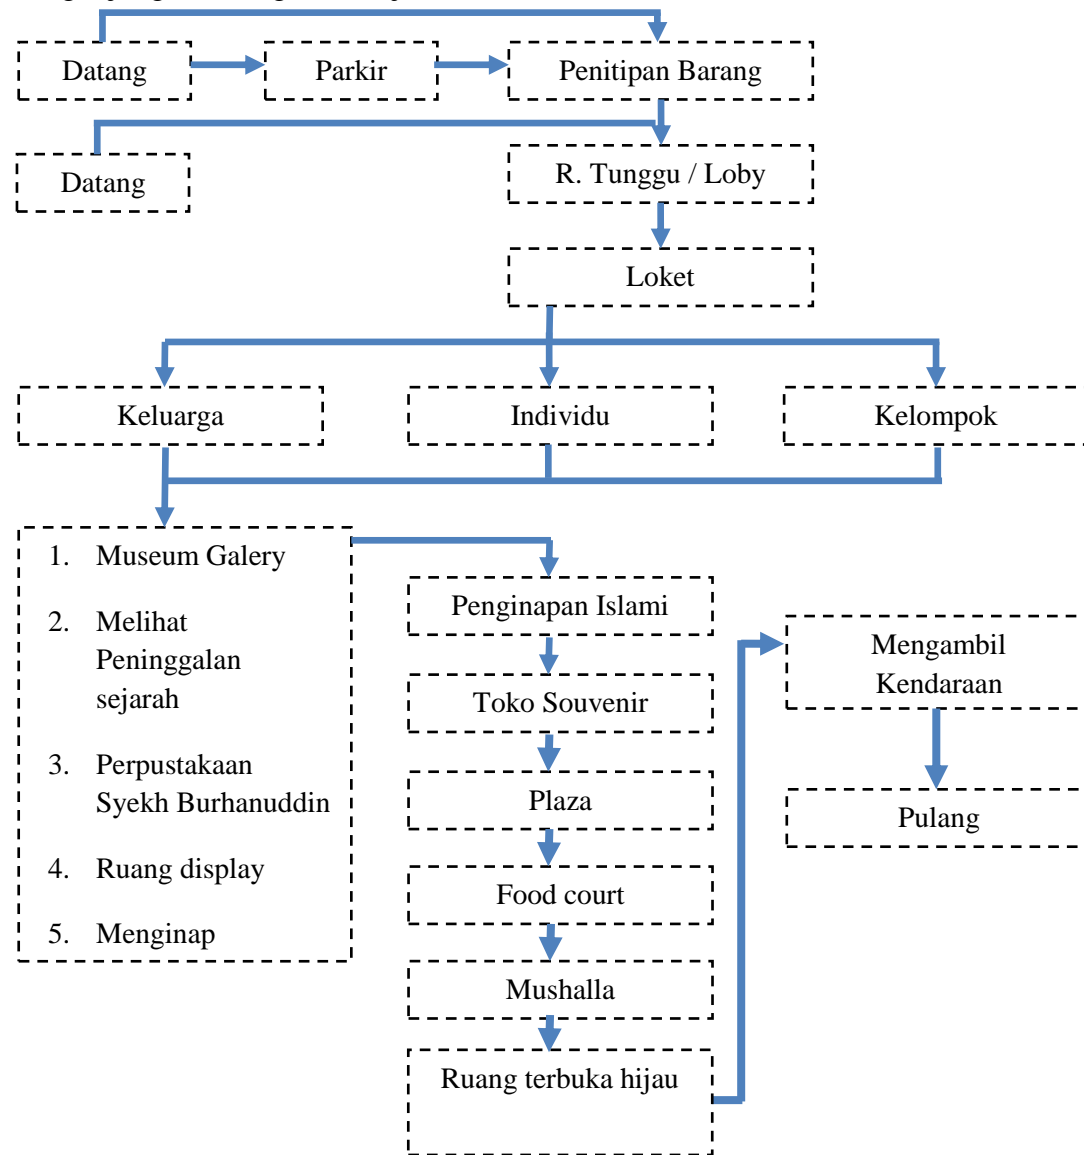 Datang
Parkir
Penitipan Barang
Datang
R. Tunggu / Loby
Loket
Keluarga
Individu
Kelompok
1. Museum Galery
2. Melihat
Peninggalan
sejarah
3. Perpustakaan
Syekh Burhanuddin
4. Ruang display
5. Menginap
Penginapan Islami
Toko Souvenir
Plaza
Food court
Mushalla
Ruang terbuka hijau
Mengambil
Kendaraan
Pulang